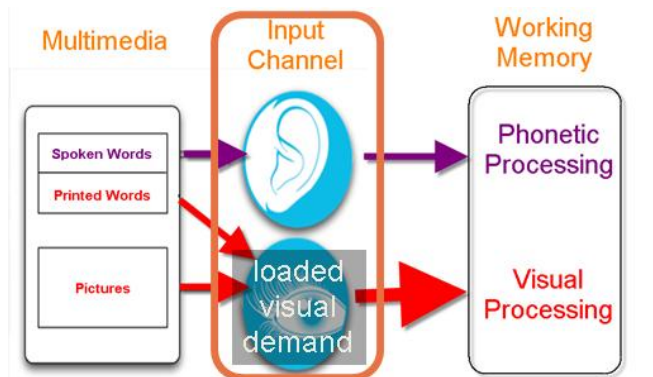 Multimedia
Input
Channel
Working
Memory
Spoken Words
Printed Words
Pictures
loaded
visual
demand
Phonetic
Processing
Visual
Processing